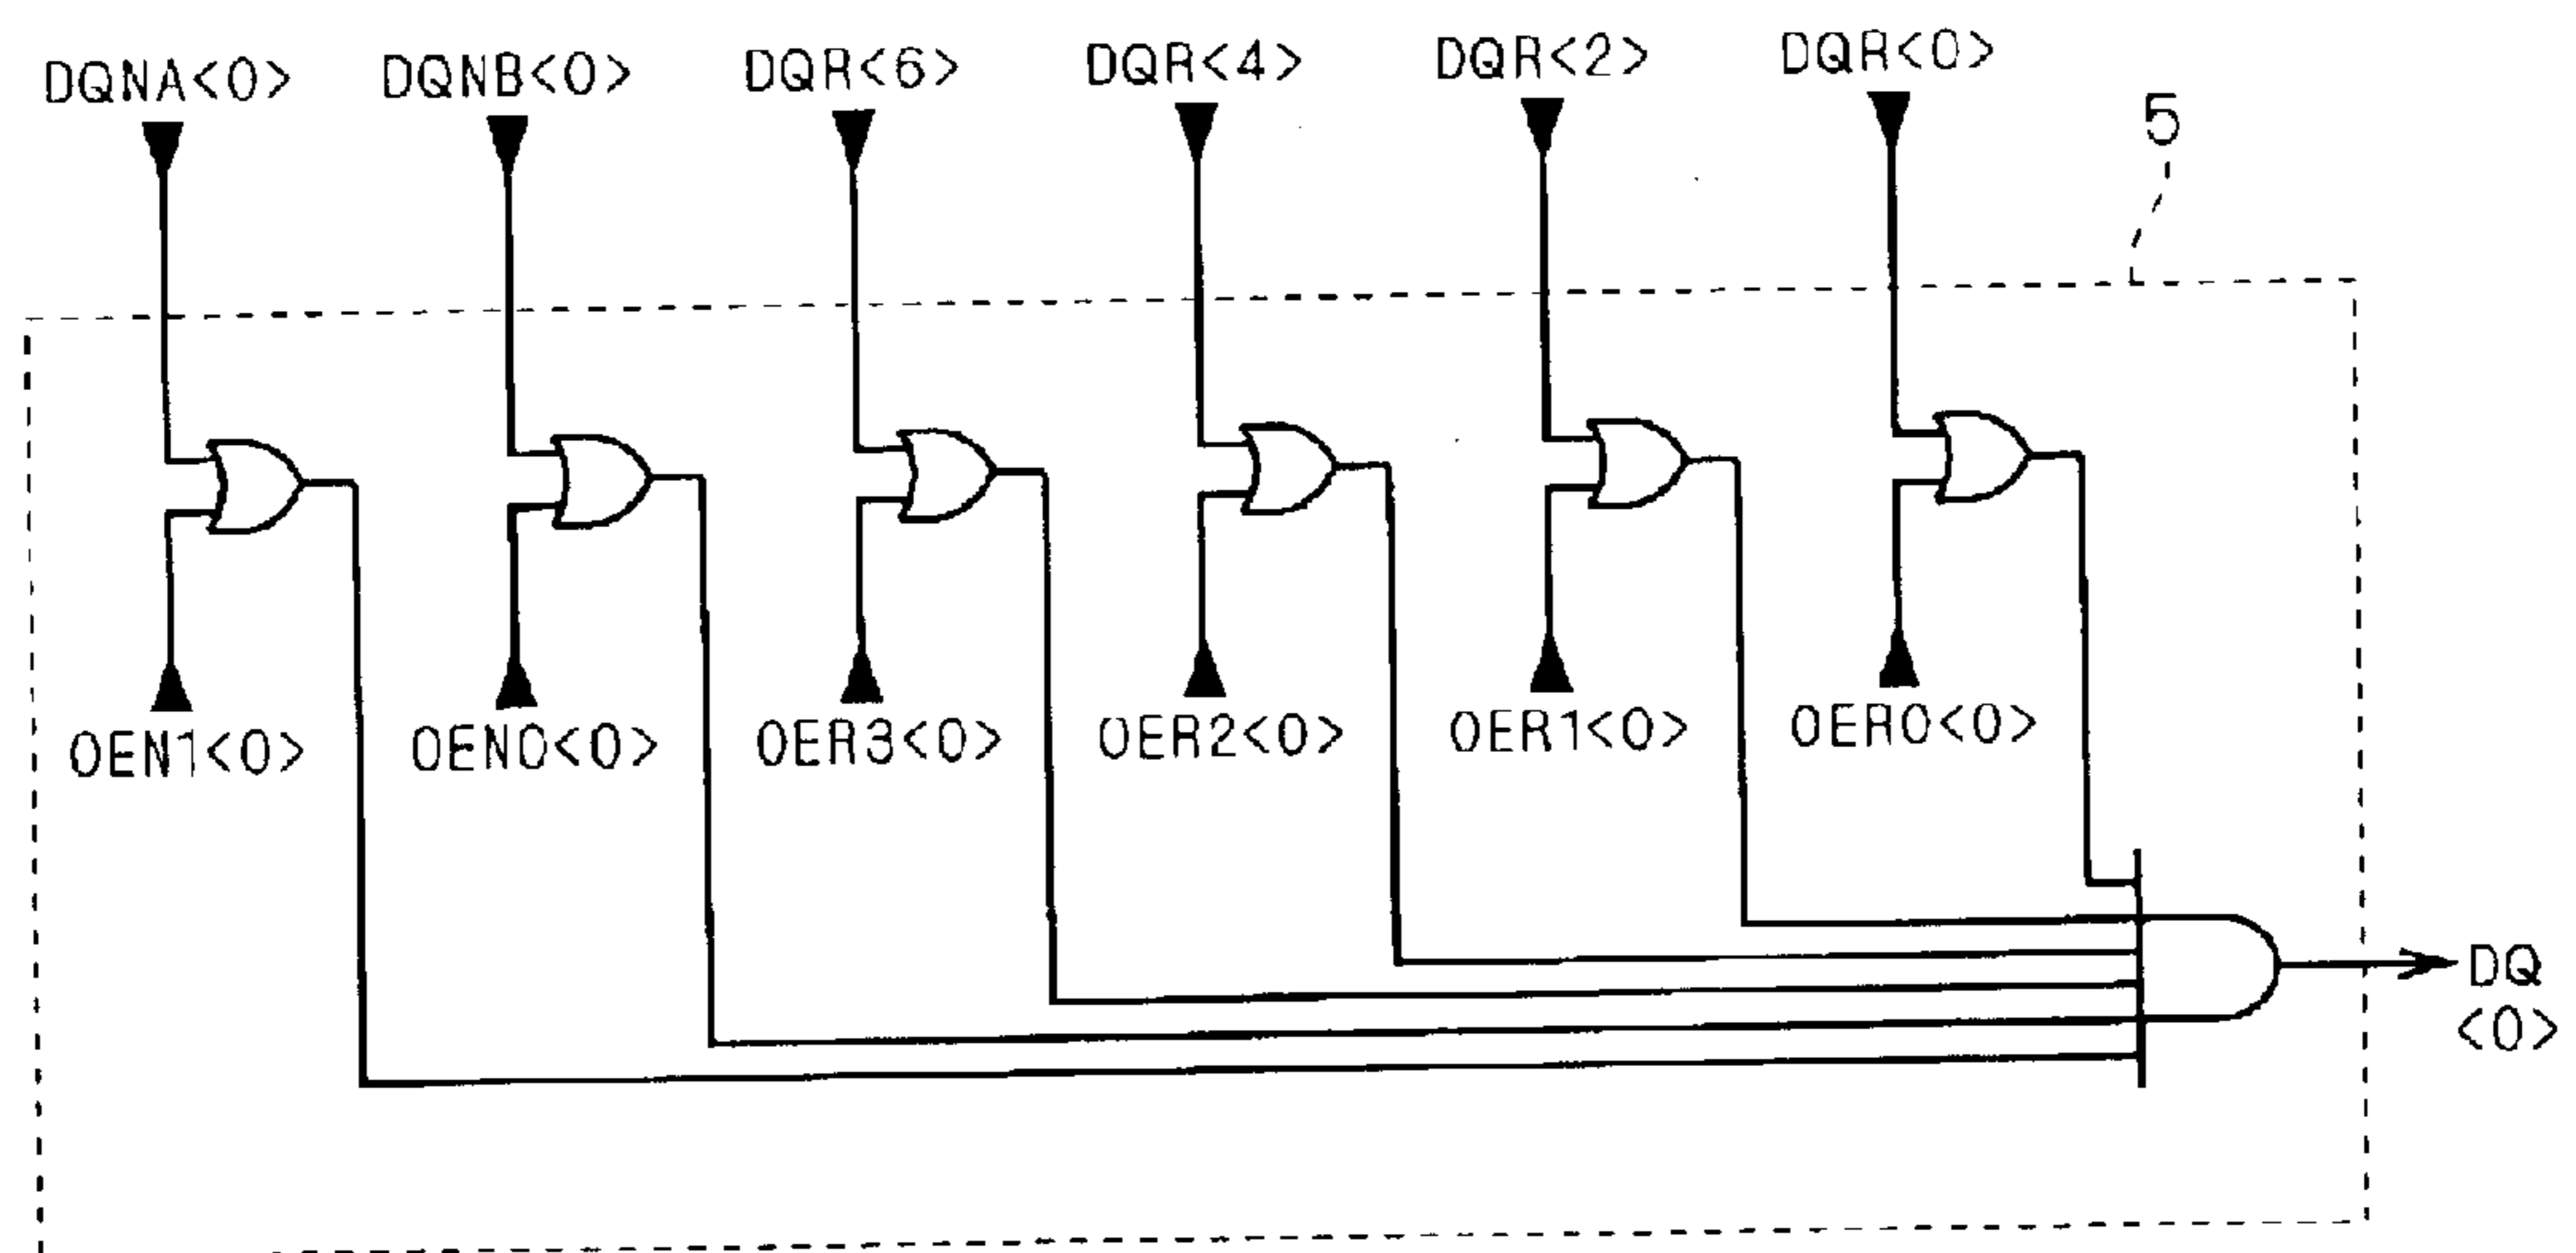 DQNA<0> DQNB<0> DQR<6> DQR<4> DQR<2> DQR<0>
5
OEN1<0> OEN0<0> OER3<0> OER2<0> OER1<0> OER0<0>
DQ
<0>